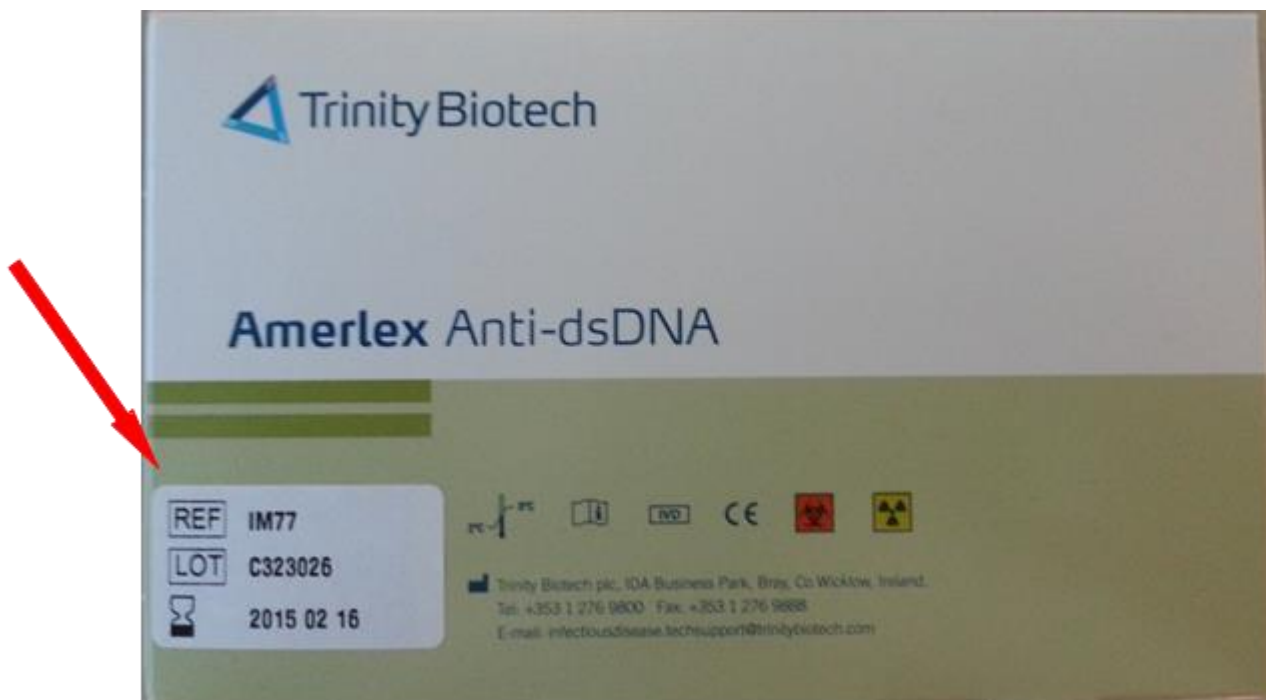 Trinity Biotech
Amerlex Anti-dsDNA
REF IM77
LOT C323026
2015 02 16
2°C 8°C
i
IVD
CE
Trinity Biotech plc, IDA Business Park, Bray, Co Wicklow, Ireland.
Tel: +353 1 276 9800 Fax: +353 1 276 9888
E-mail: infectiousdisease.techsupport@trinitybiotech.com